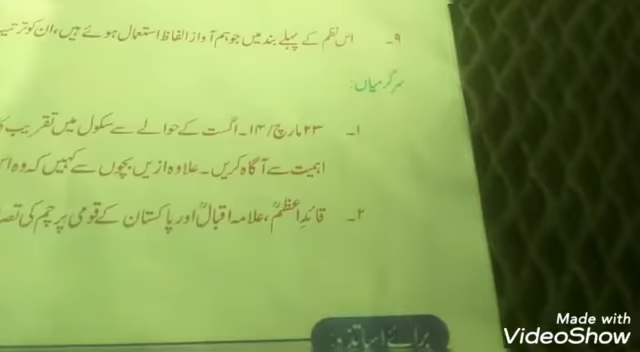 ۹۔ اس نظم کے پہلے بند میں جو ہم آواز الفاظ استعمال ہوئے ہیں، ان کو
سرگرمیاں:
۱۔ ۲۳ مارچ/۱۴۔ اگست کے حوالے سے سکول میں تقریب
اہمیت سے آگاہ کریں۔ علاوہ ازیں بچوں سے کہیں کہ وہ
۲۔ قائدِ اعظمؒ، علامہ اقبالؒ اور پاکستان کے قومی پرچم کی
برائے اساتذہ:
Made with
VideoShow